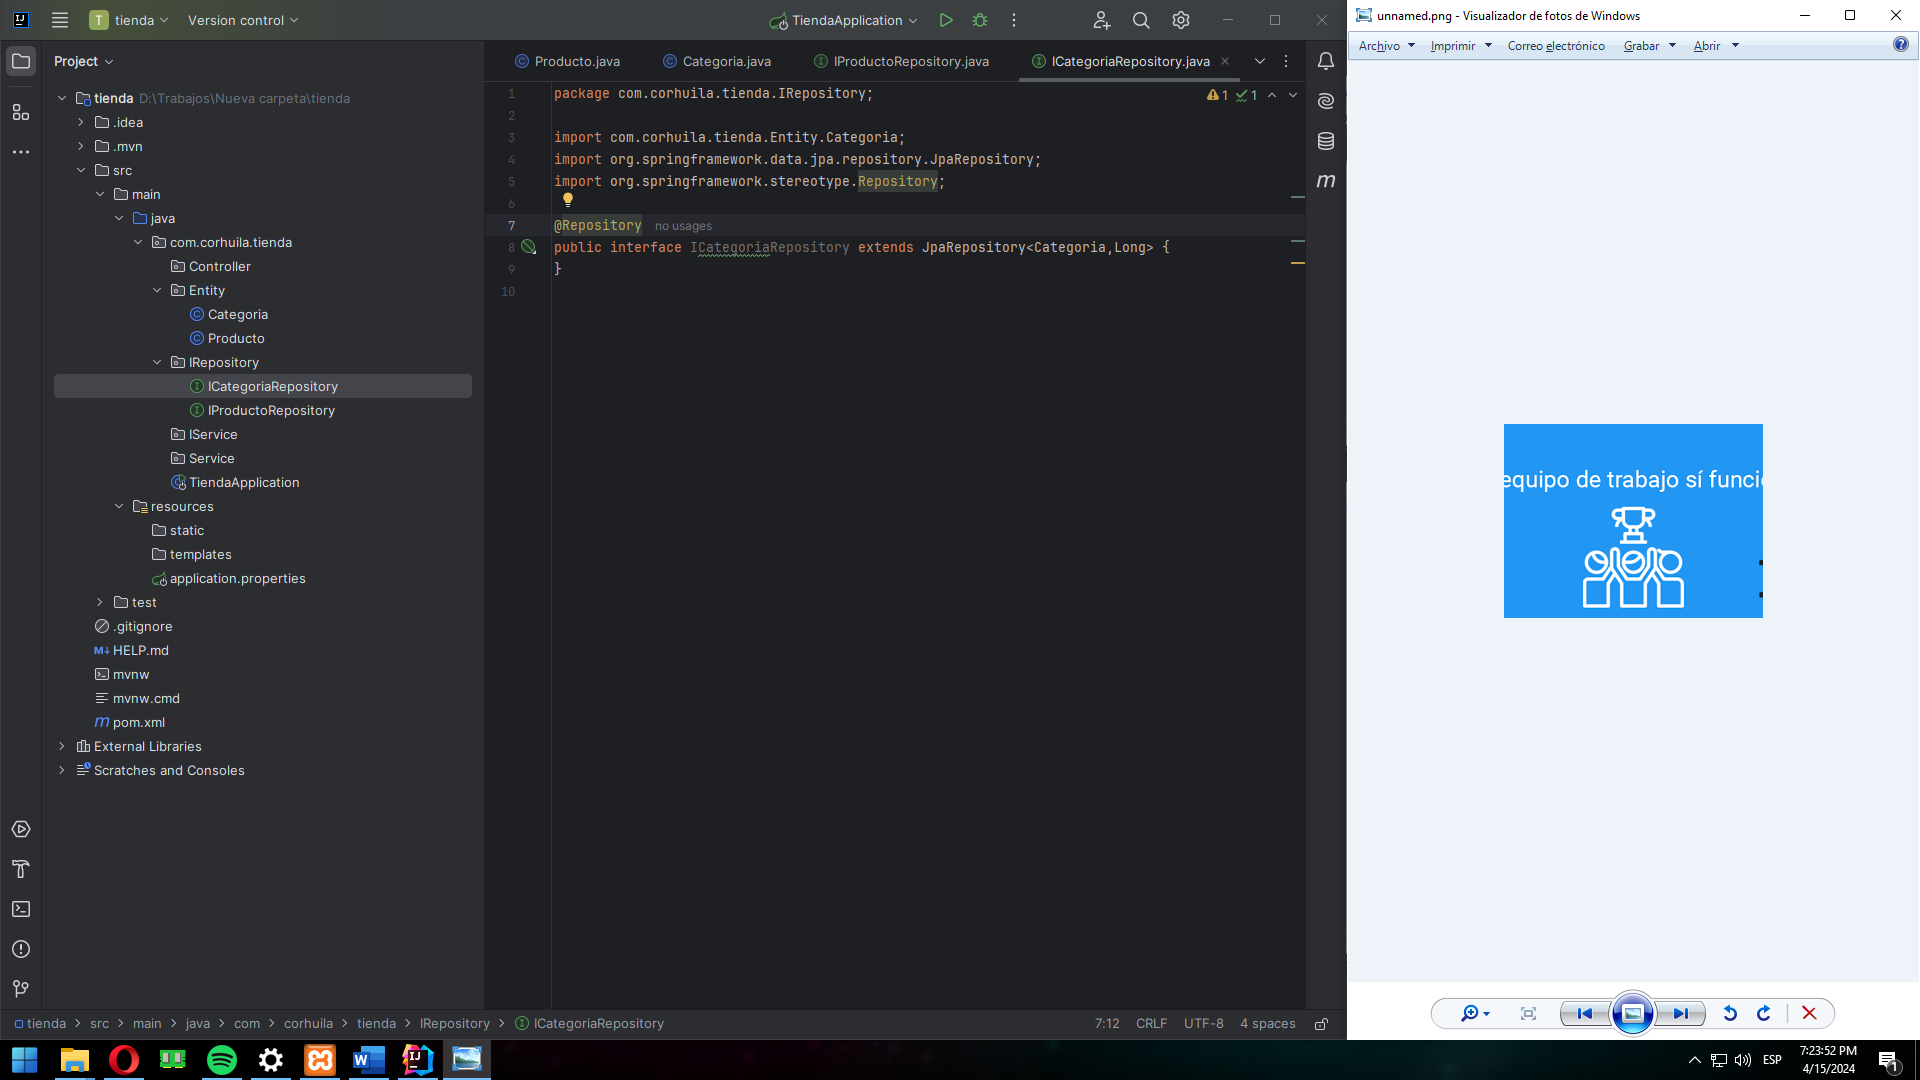 tienda
Version control
TiendaApplication
Project
Producto.java
Categoria.java
IProductoRepository.java
ICategoriaRepository.java
tienda D:\Trabajos\Nueva carpeta\tienda
.idea
.mvn
src
main
java
com.corhuila.tienda
Controller
Entity
Categoria
Producto
IRepository
ICategoriaRepository
IProductoRepository
IService
Service
TiendaApplication
resources
static
templates
application.properties
test
.gitignore
M↓ HELP.md
mvnw
mvnw.cmd
m pom.xml
External Libraries
Scratches and Consoles
1 package com.corhuila.tienda.IRepository;
2
3 import com.corhuila.tienda.Entity.Categoria;
4 import org.springframework.data.jpa.repository.JpaRepository;
5 import org.springframework.stereotype.Repository;
6
7 @Repository no usages
8 public interface ICategoriaRepository extends JpaRepository<Categoria,Long> {
9 }
10
1 1
m
tienda > src > main > java > com > corhuila > tienda > IRepository > ICategoriaRepository
7:12 CRLF UTF-8 4 spaces
unnamed.png - Visualizador de fotos de Windows
Archivo Imprimir Correo electrónico Grabar Abrir
equipo de trabajo sí funci
ESP
7:23:52 PM
4/15/2024
1